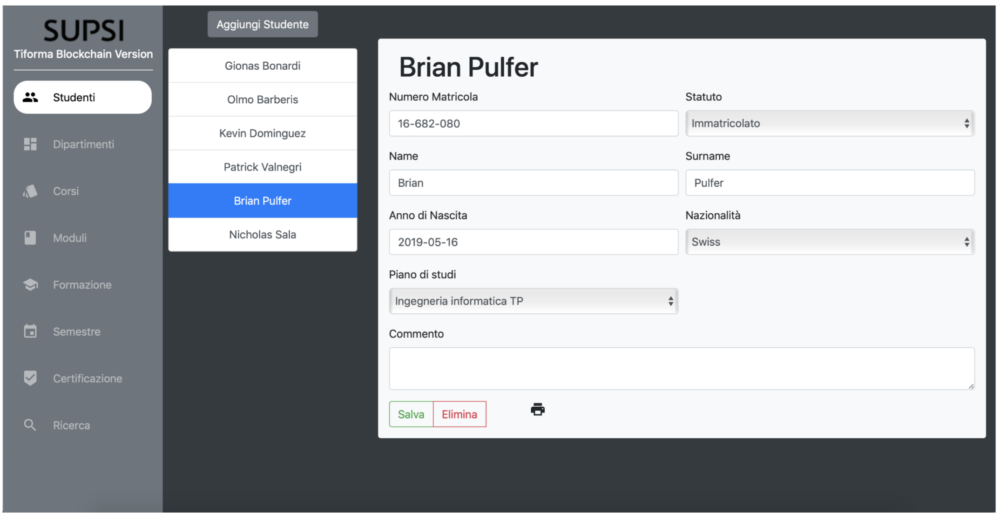 SUPSI
Tiforma Blockchain Version
Studenti
Dipartimenti
Corsi
Moduli
Formazione
Semestre
Certificazione
Ricerca
Aggiungi Studente
Gionas Bonardi
Olmo Barberis
Kevin Dominguez
Patrick Valnegri
Brian Pulfer
Nicholas Sala
Brian Pulfer
Numero Matricola
16-682-080
Statuto
Immatricolato
Name
Brian
Surname
Pulfer
Anno di Nascita
2019-05-16
Nazionalità
Swiss
Piano di studi
Ingegneria informatica TP
Commento
Salva
Elimina